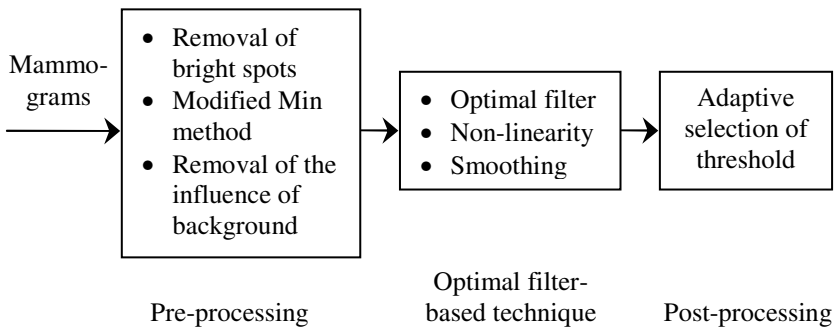 Mammo-
grams
• Removal of
bright spots
• Modified Min
method
• Removal of the
influence of
background
• Optimal filter
• Non-linearity
• Smoothing
Adaptive
selection of
threshold
Pre-processing
Optimal filter-
based technique
Post-processing